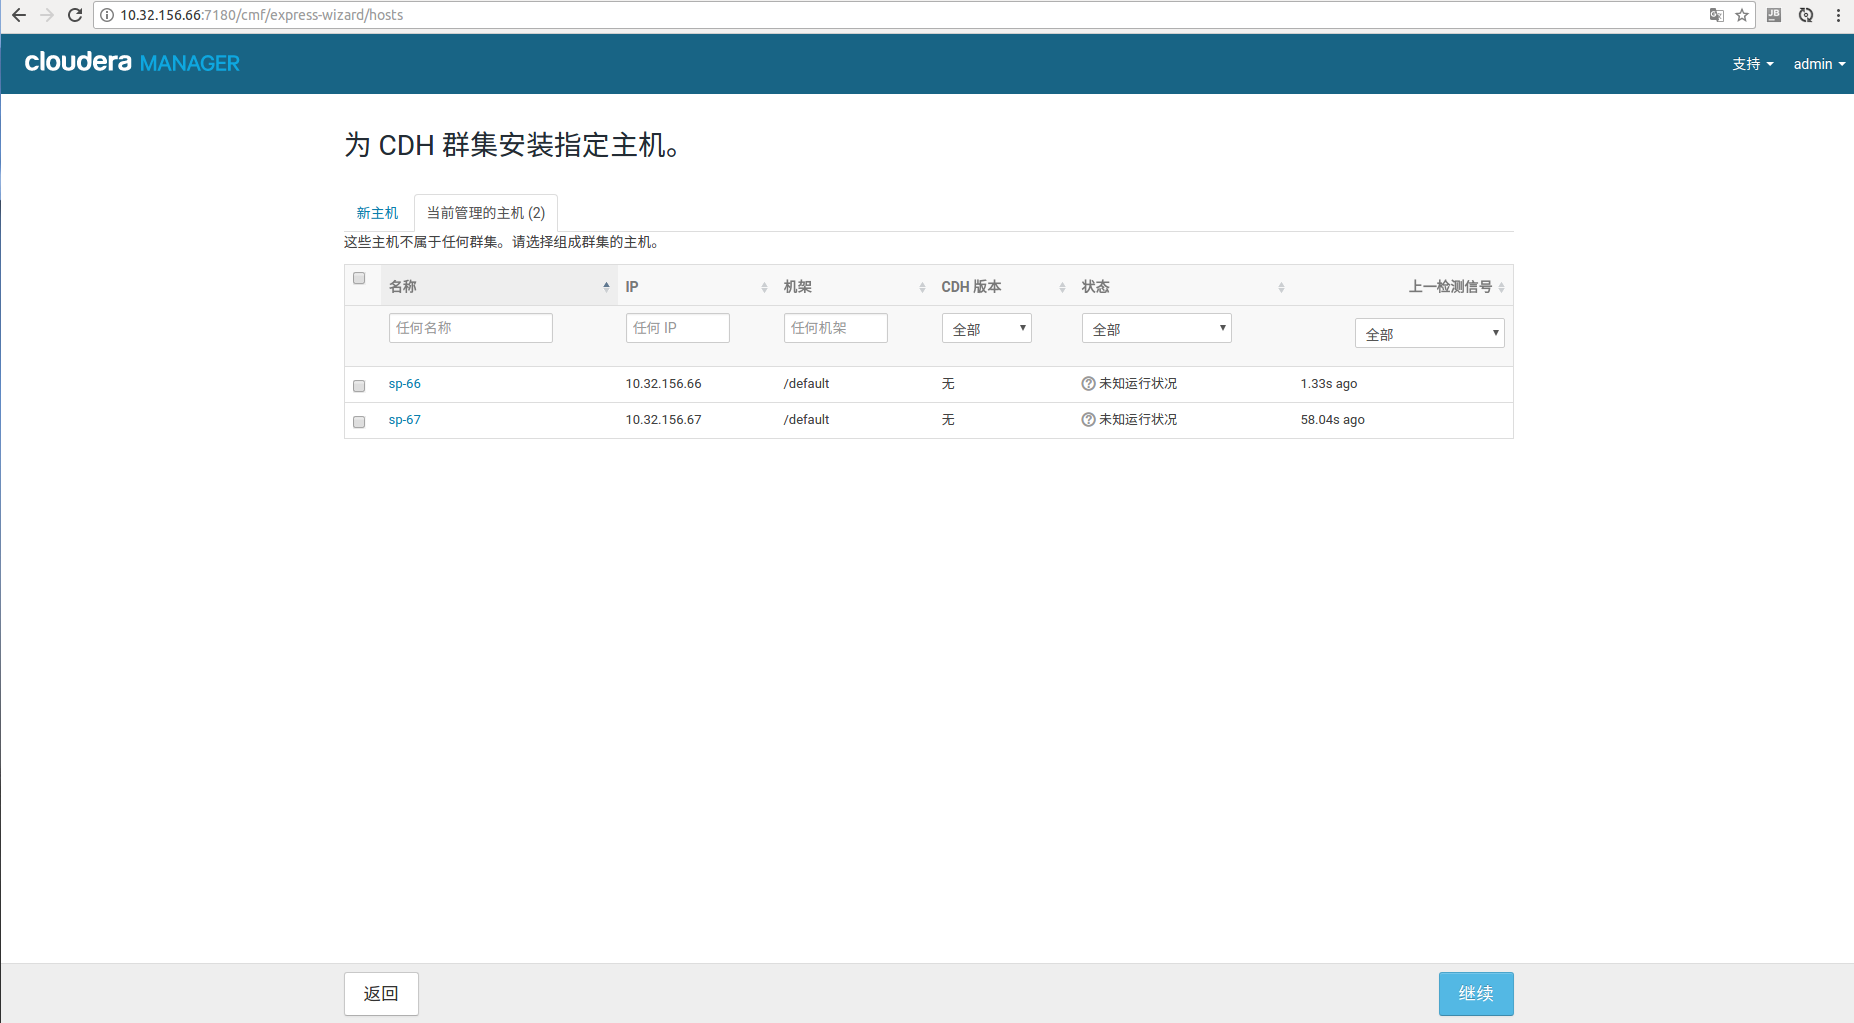 10.32.156.66:7180/cmf/express-wizard/hosts
cloudera MANAGER
支持 admin
为 CDH 群集安装指定主机。
新主机 当前管理的主机 (2)
这些主机不属于任何群集。请选择组成群集的主机。
名称 IP 机架 CDH 版本 状态 上一检测信号
任何名称 任何 IP 任何机架 全部 全部 全部
sp-66 10.32.156.66 /default 无 未知运行状况 1.33s ago
sp-67 10.32.156.67 /default 无 未知运行状况 58.04s ago
返回 继续